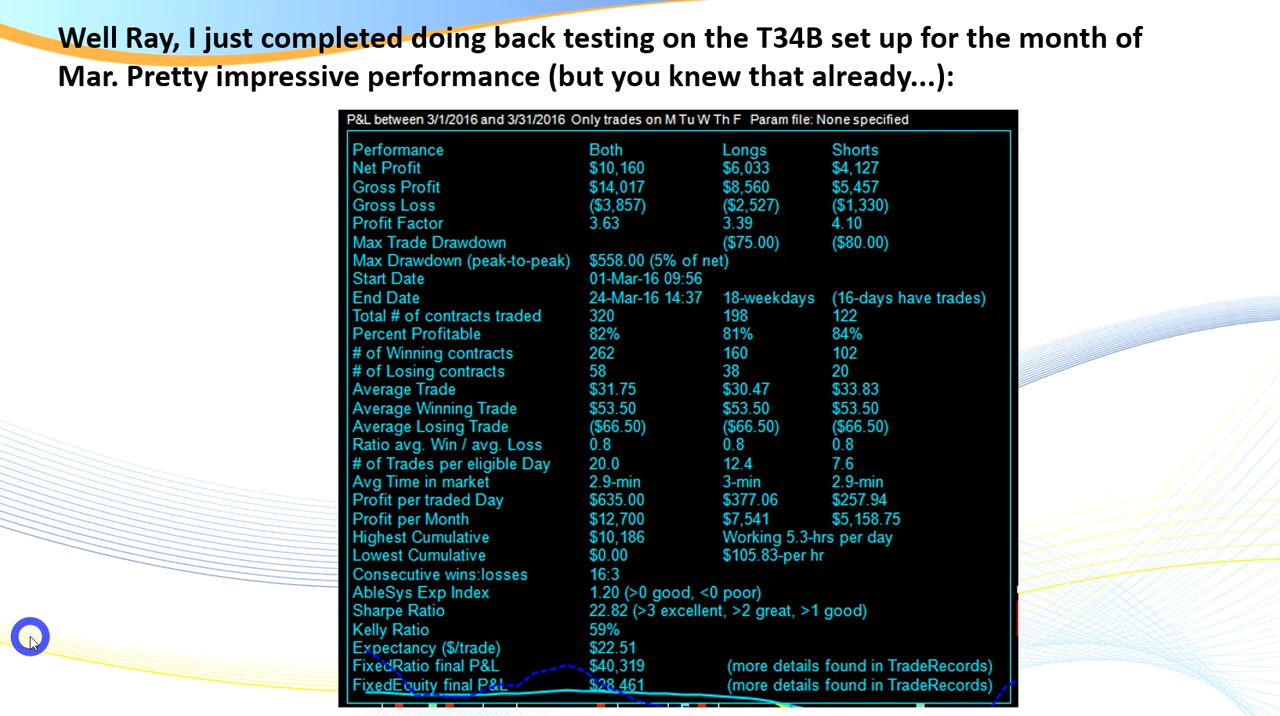 Well Ray, I just completed doing back testing on the T34B set up for the month of
Mar. Pretty impressive performance (but you knew that already...):
P&L between 3/1/2016 and 3/31/2016 Only trades on M Tu W Th F Param file: None specified
Performance Both Longs Shorts
Net Profit $10,160 $6,033 $4,127
Gross Profit $14,017 $8,560 $5,457
Gross Loss ($3,857) ($2,527) ($1,330)
Profit Factor 3.63 3.39 4.10
Max Trade Drawdown ($75.00) ($80.00)
Max Drawdown (peak-to-peak) $558.00 (5% of net)
Start Date 01-Mar-16 09:56
End Date 24-Mar-16 14:37 18-weekdays (16-days have trades)
Total # of contracts traded 320 198 122
Percent Profitable 82% 81% 84%
# of Winning contracts 262 160 102
# of Losing contracts 58 38 20
Average Trade $31.75 $30.47 $33.83
Average Winning Trade $53.50 $53.50 $53.50
Average Losing Trade ($66.50) ($66.50) ($66.50)
Ratio avg. Win / avg. Loss 0.8 0.8 0.8
# of Trades per eligible Day 20.0 12.4 7.6
Avg Time in market 2.9-min 3-min 2.9-min
Profit per traded Day $635.00 $377.06 $257.94
Profit per Month $12,700 $7,541 $5,158.75
Highest Cumulative $10,186 Working 5.3-hrs per day
Lowest Cumulative $0.00 $105.83-per hr
Consecutive wins:losses 16:3
AbleSys Exp Index 1.20 (>0 good, <0 poor)
Sharpe Ratio 22.82 (>3 excellent, >2 great, >1 good)
Kelly Ratio 59%
Expectancy ($/trade) $22.51
FixedRatio final P&L $40,319 (more details found in TradeRecords)
FixedEquity final P&L $28,461 (more details found in TradeRecords)